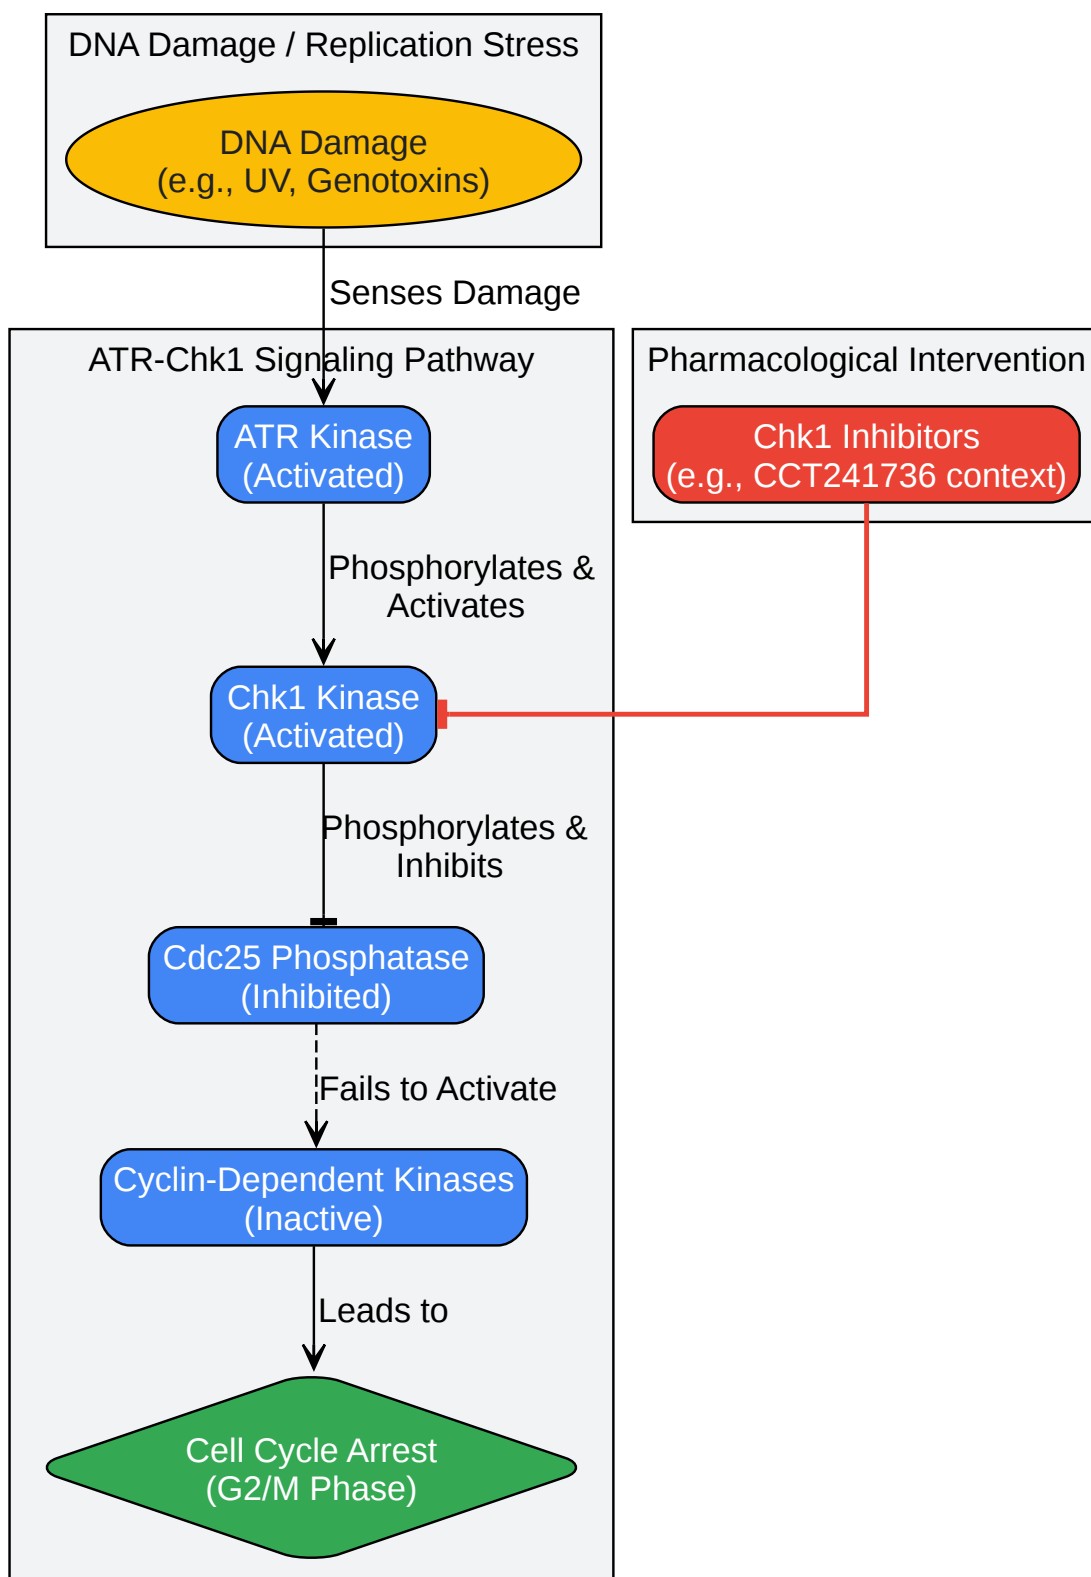 DNA Damage / Replication Stress
DNA Damage
(e.g., UV, Genotoxins)
Senses Damage
ATR-Chk1 Signaling Pathway
ATR Kinase
(Activated)
Pharmacological Intervention
Chk1 Inhibitors
(e.g., CCT241736 context)
Phosphorylates &
Activates
Chk1 Kinase
(Activated)
Phosphorylates &
Inhibits
Cdc25 Phosphatase
(Inhibited)
Fails to Activate
Cyclin-Dependent Kinases
(Inactive)
Leads to
Cell Cycle Arrest
(G2/M Phase)